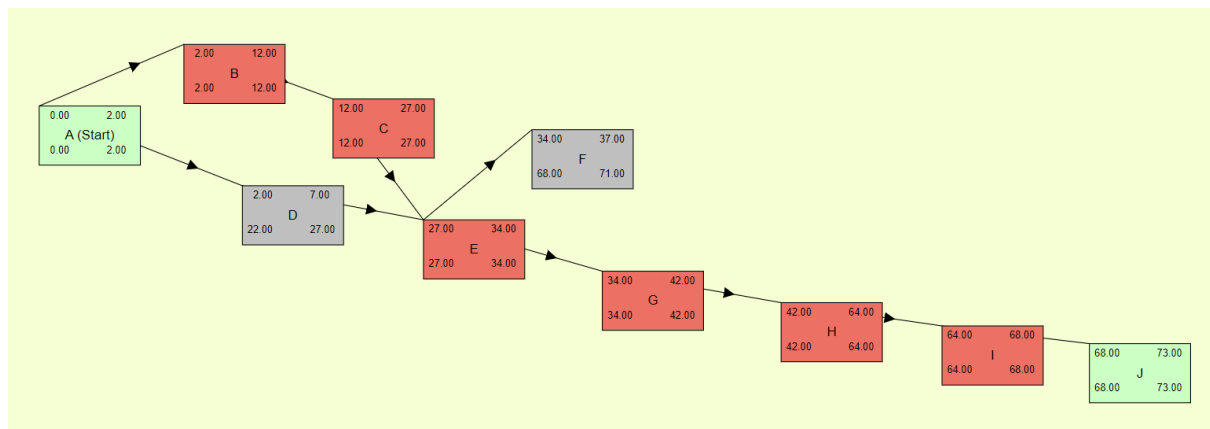 2.00 12.00
B
2.00 12.00
0.00 2.00
A (Start)
0.00 2.00
12.00 27.00
C
12.00 27.00
34.00 37.00
F
68.00 71.00
2.00 7.00
D
22.00 27.00
27.00 34.00
E
27.00 34.00
34.00 42.00
G
34.00 42.00
42.00 64.00
H
42.00 64.00
64.00 68.00
I
64.00 68.00
68.00 73.00
J
68.00 73.00